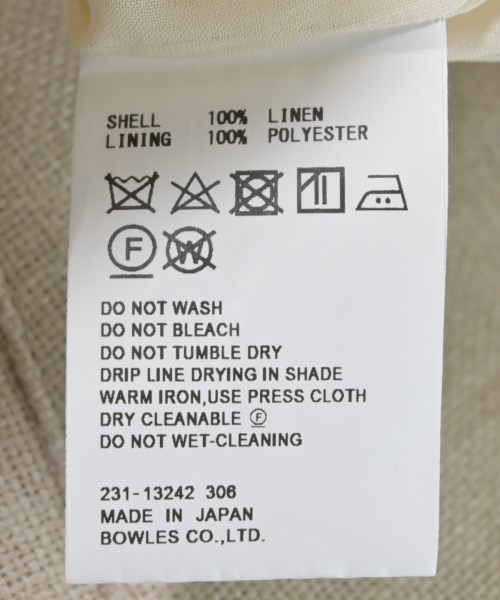 SHELL 100% LINEN
LINING 100% POLYESTER
F W
DO NOT WASH
DO NOT BLEACH
DO NOT TUMBLE DRY
DRIP LINE DRYING IN SHADE
WARM IRON,USE PRESS CLOTH
DRY CLEANABLE Ⓕ
DO NOT WET-CLEANING
231-13242 306
MADE IN JAPAN
BOWLES CO.,LTD.